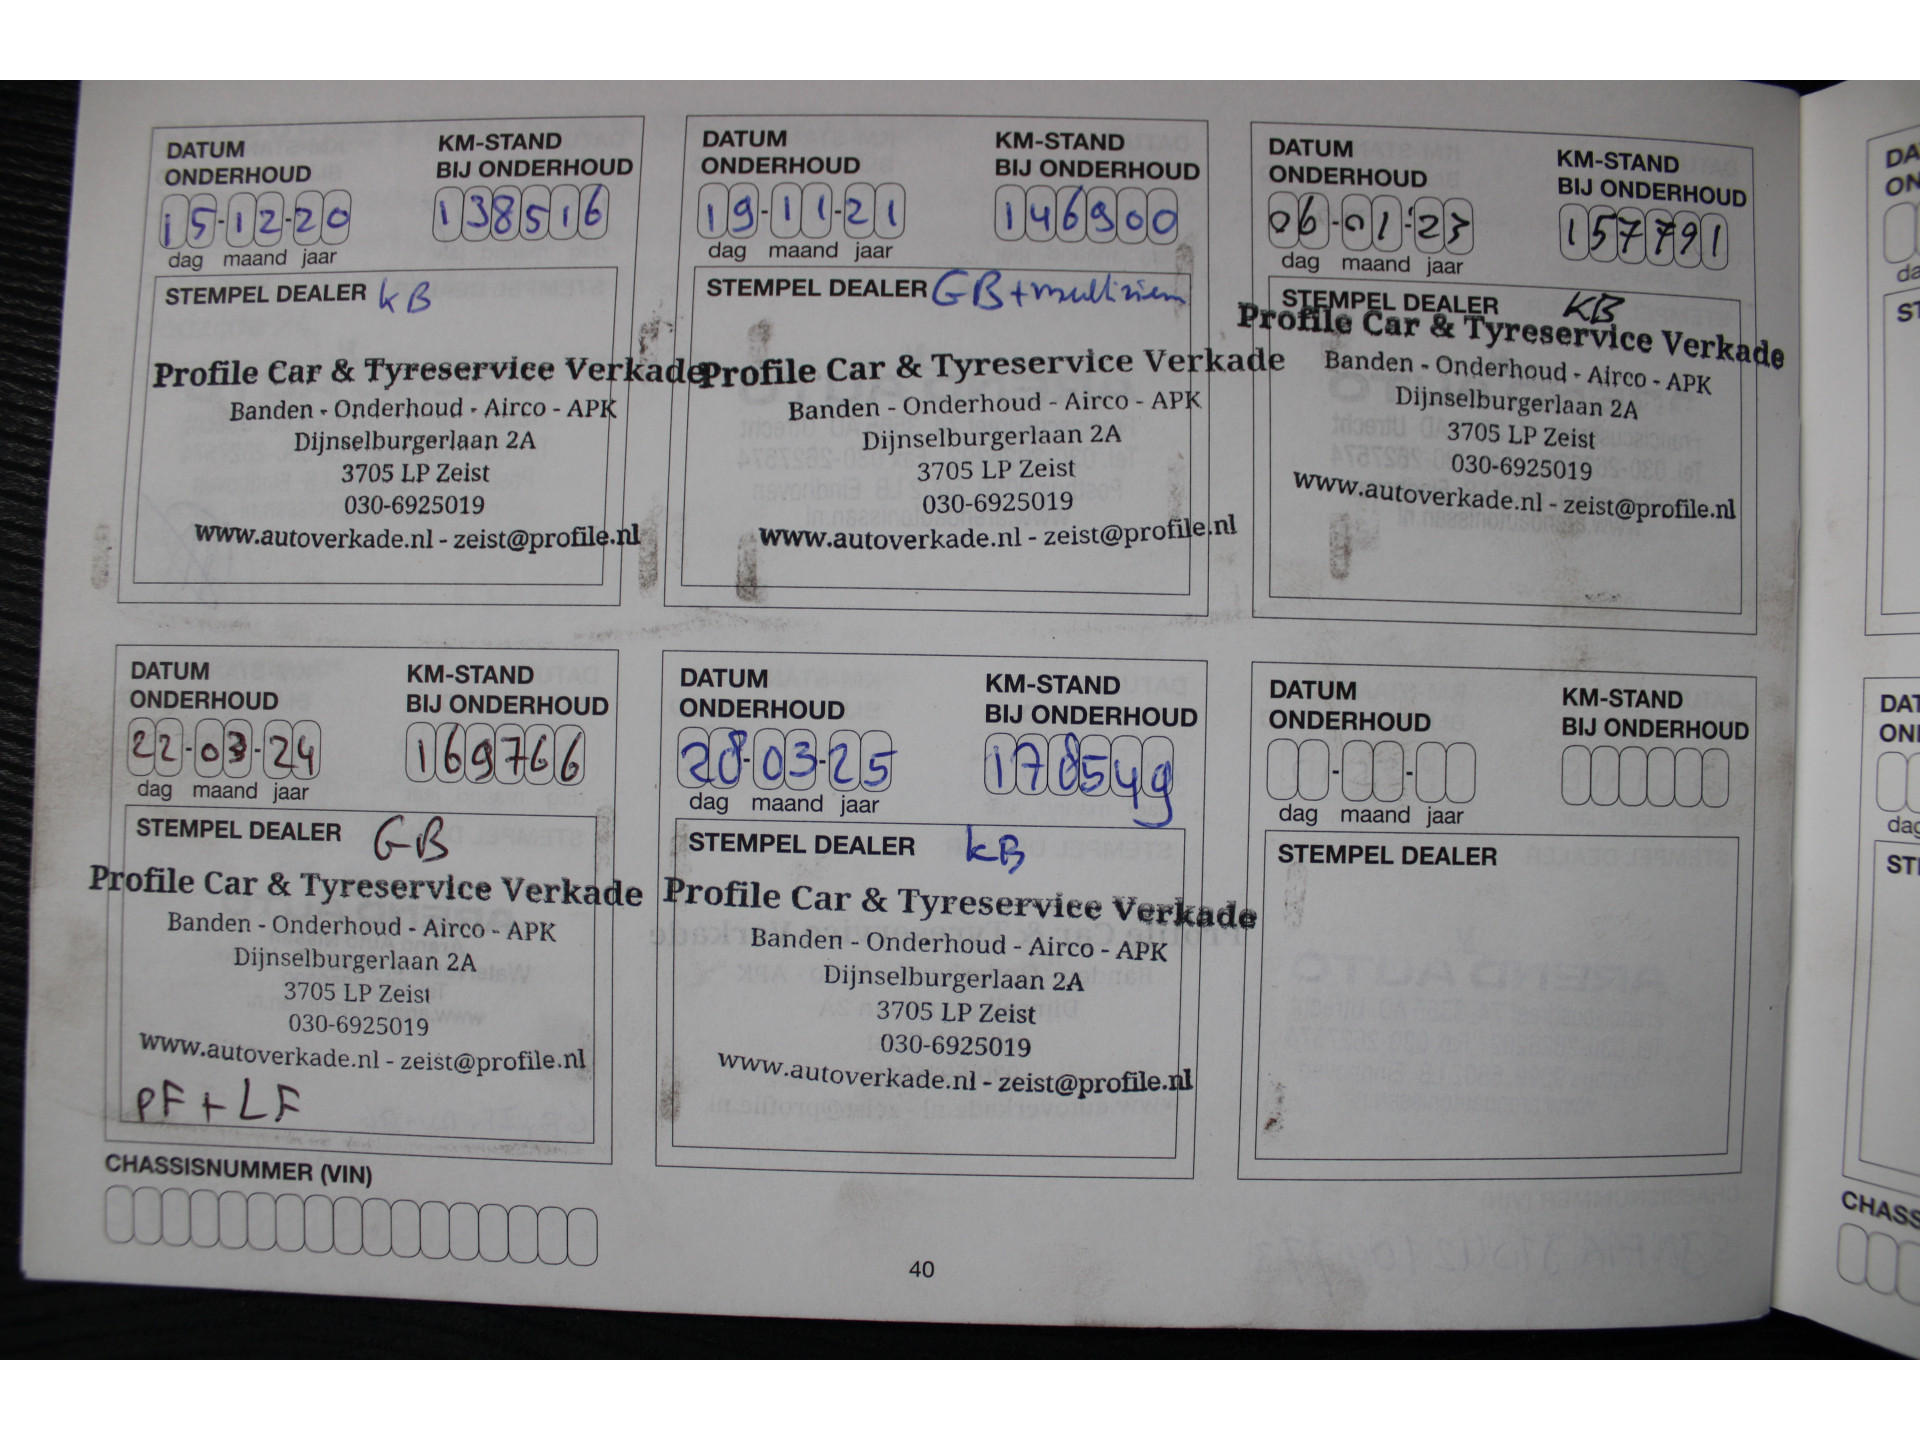 DATUM
ONDERHOUD
KM-STAND
BIJ ONDERHOUD
15-12-20
138516
dag maand jaar
STEMPEL DEALER KB
Profile Car & Tyreservice Verkade
Banden - Onderhoud - Airco - APK
Dijnselburgerlaan 2A
3705 LP Zeist
030-6925019
www.autoverkade.nl - zeist@profile.nl
DATUM
ONDERHOUD
KM-STAND
BIJ ONDERHOUD
19-11-21
146900
dag maand jaar
STEMPEL DEALER GB+multiriem
Profile Car & Tyreservice Verkade
Banden - Onderhoud - Airco - APK
Dijnselburgerlaan 2A
3705 LP Zeist
030-6925019
www.autoverkade.nl - zeist@profile.nl
DATUM
ONDERHOUD
KM-STAND
BIJ ONDERHOUD
06-01-23
157791
dag maand jaar
STEMPEL DEALER KB
Profile Car & Tyreservice Verkade
Banden - Onderhoud - Airco - APK
Dijnselburgerlaan 2A
3705 LP Zeist
030-6925019
www.autoverkade.nl - zeist@profile.nl
DATUM
ONDERHOUD
KM-STAND
BIJ ONDERHOUD
22-03-24
169766
dag maand jaar
STEMPEL DEALER GB
Profile Car & Tyreservice Verkade
Banden - Onderhoud - Airco - APK
Dijnselburgerlaan 2A
3705 LP Zeist
030-6925019
www.autoverkade.nl - zeist@profile.nl
PF + LF
DATUM
ONDERHOUD
KM-STAND
BIJ ONDERHOUD
28-03-25
178549
dag maand jaar
STEMPEL DEALER KB
Profile Car & Tyreservice Verkade
Banden - Onderhoud - Airco - APK
Dijnselburgerlaan 2A
3705 LP Zeist
030-6925019
www.autoverkade.nl - zeist@profile.nl
DATUM
ONDERHOUD
KM-STAND
BIJ ONDERHOUD
- -
dag maand jaar
STEMPEL DEALER
CHASSISNUMMER (VIN)
40